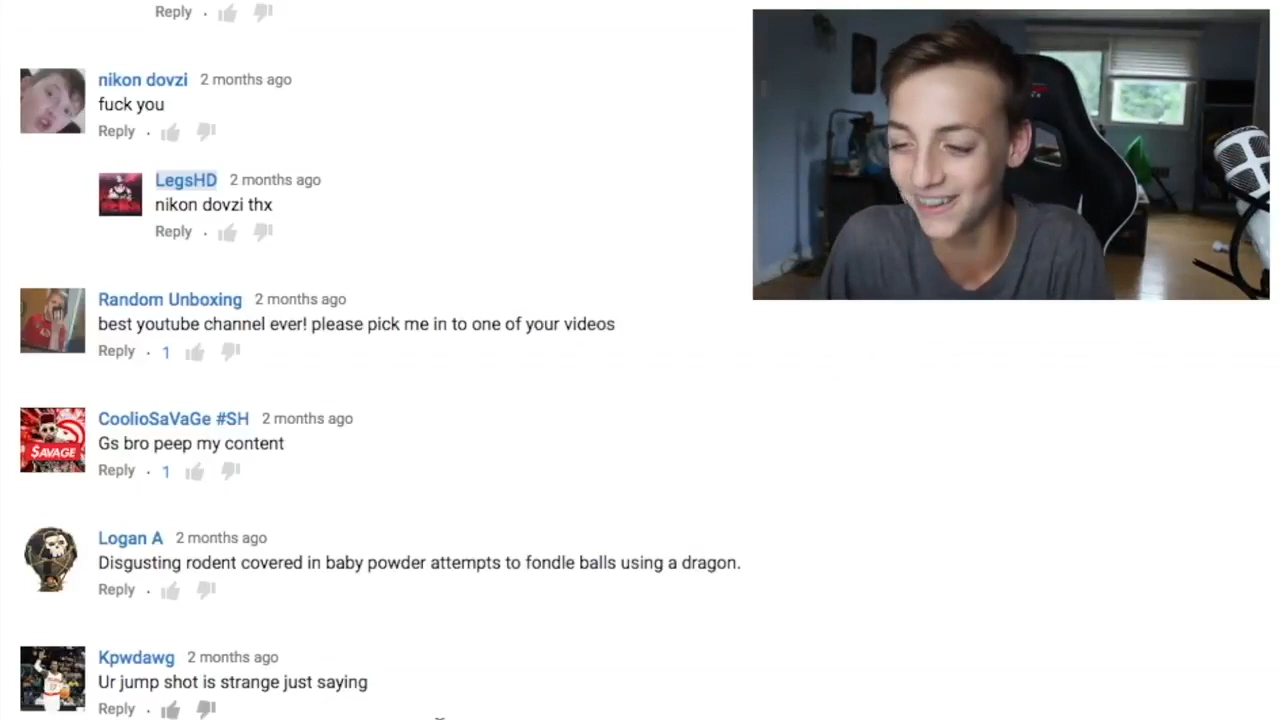 Reply
nikon dovzi 2 months ago
fuck you
Reply
LegsHD 2 months ago
nikon dovzi thx
Reply
Random Unboxing 2 months ago
best youtube channel ever! please pick me in to one of your videos
Reply · 1
CoolioSaVaGe #SH 2 months ago
Gs bro peep my content
Reply · 1
$AVAGE
Logan A 2 months ago
Disgusting rodent covered in baby powder attempts to fondle balls using a dragon.
Reply
Kpwdawg 2 months ago
Ur jump shot is strange just saying
Reply